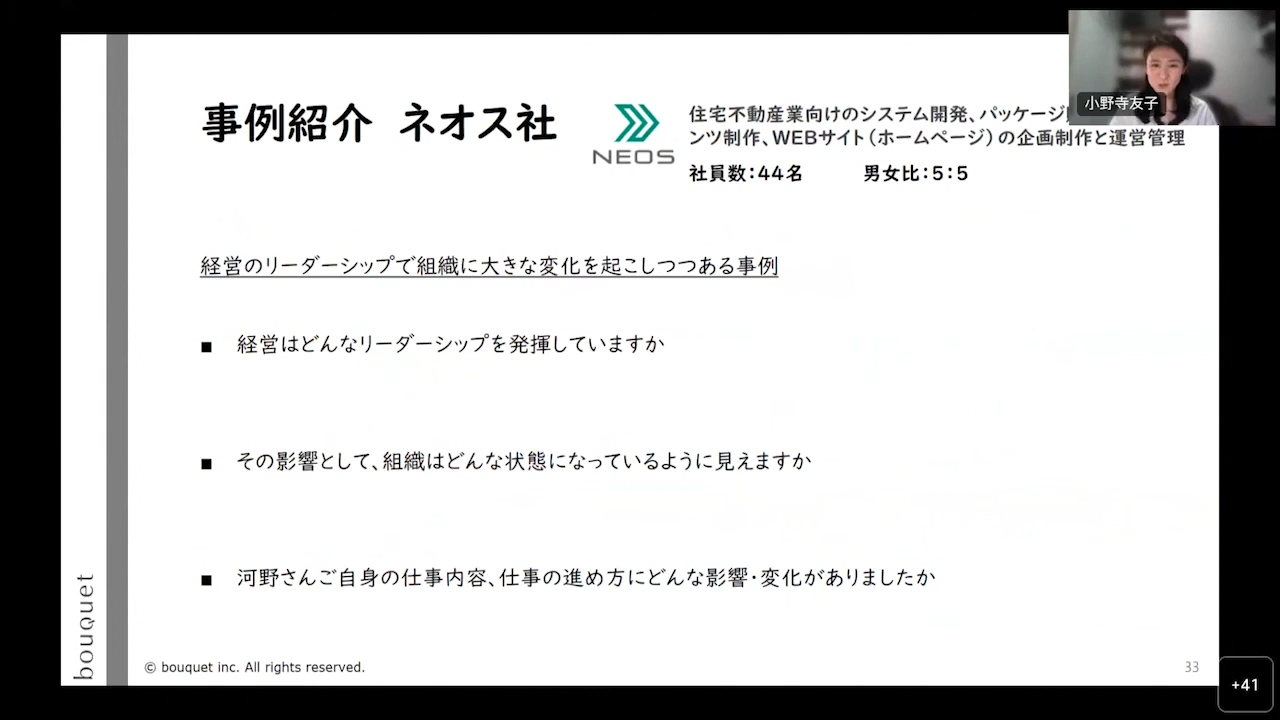 事例紹介 ネオス社
NEOS
住宅不動産業向けのシステム開発、パッケージ
ンツ制作、WEBサイト(ホームページ)の企画制作と運営管理
社員数:44名 男女比:5:5
小野寺友子
経営のリーダーシップで組織に大きな変化を起こしつつある事例
■ 経営はどんなリーダーシップを発揮していますか
■ その影響として、組織はどんな状態になっているように見えますか
■ 河野さんご自身の仕事内容、仕事の進め方にどんな影響・変化がありましたか
bouquet
© bouquet inc. All rights reserved.
33
+41